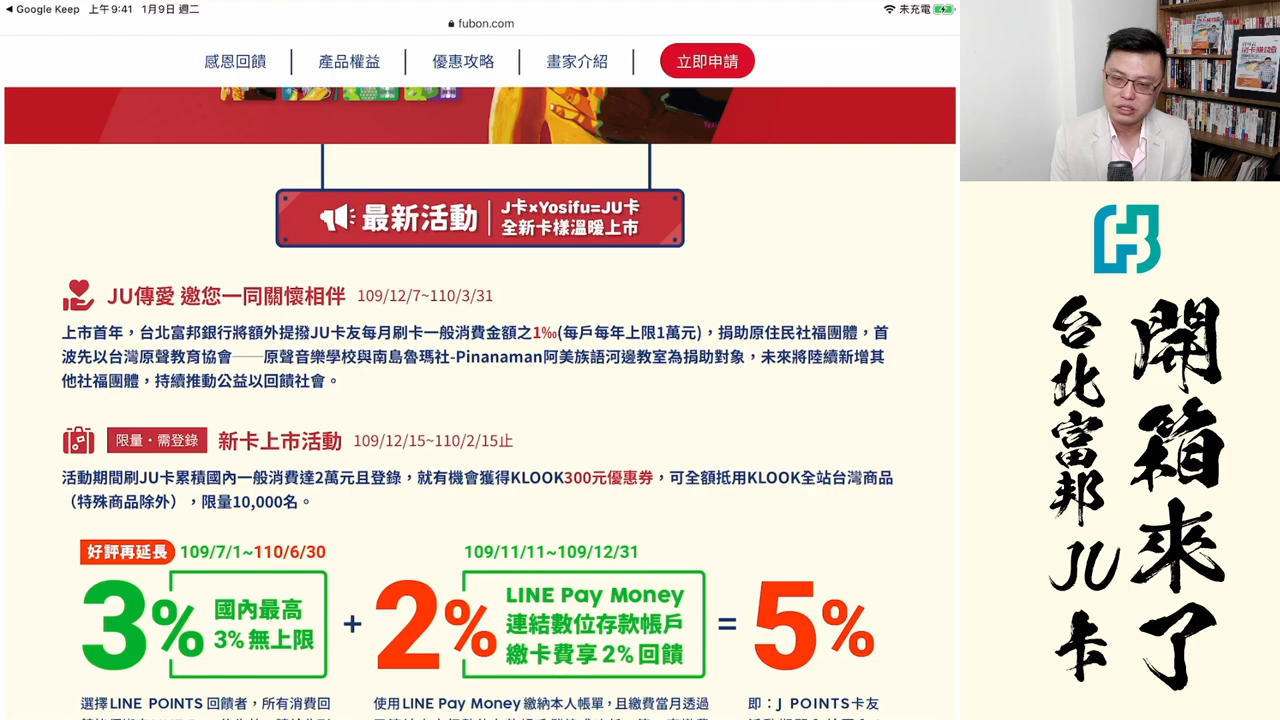 ◀ Google Keep 上午9:41 1月9日 週二
未充電
fubon.com
感恩回饋
產品權益
優惠攻略
畫家介紹
立即申請
最新活動
J卡×Yosifu=JU卡
全新卡樣溫暖上市
JU傳愛 邀您一同關懷相伴 109/12/7~110/3/31
上市首年，台北富邦銀行將額外提撥JU卡友每月刷卡一般消費金額之1‰(每戶每年上限1萬元)，捐助原住民社福團體，首
波先以台灣原聲教育協會──原聲音樂學校與南島魯瑪社-Pinanaman阿美族語河邊教室為捐助對象，未來將陸續新增其
他社福團體，持續推動公益以回饋社會。
限量・需登錄 新卡上市活動 109/12/15~110/2/15止
活動期間刷JU卡累積國內一般消費達2萬元且登錄，就有機會獲得KLOOK300元優惠券，可全額抵用KLOOK全站台灣商品
（特殊商品除外），限量10,000名。
好評再延長 109/7/1~110/6/30
3%
國內最高
3% 無上限
+
109/11/11~109/12/31
2%
LINE Pay Money
連結數位存款帳戶
繳卡費享 2% 回饋
=
5%
選擇LINE POINTS 回饋者，所有消費回
使用LINE Pay Money繳納本人帳單，且繳費當月透過
即：J POINTS卡友
開箱來了
台北富邦JU卡